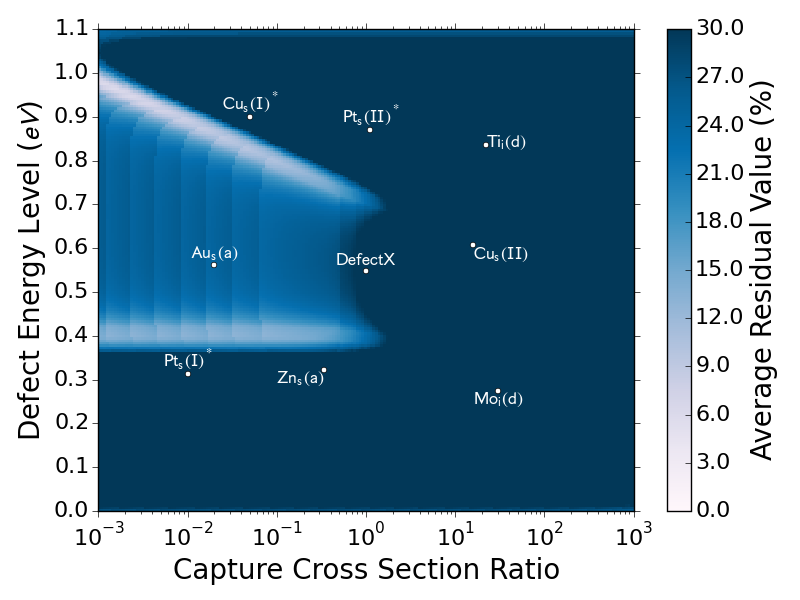 Defect Energy Level (eV)
1.1
1.0
0.9
0.8
0.7
0.6
0.5
0.4
0.3
0.2
0.1
0.0
Cuₛ(I)*
Ptₛ(II)*
Tiᵢ(d)
Auₛ(a)
DefectX
Cuₛ(II)
Ptₛ(I)*
Znₛ(a)
Moᵢ(d)
10⁻³ 10⁻² 10⁻¹ 10⁰ 10¹ 10² 10³
Capture Cross Section Ratio
30.0
27.0
24.0
21.0
18.0
15.0
12.0
9.0
6.0
3.0
0.0
Average Residual Value (%)